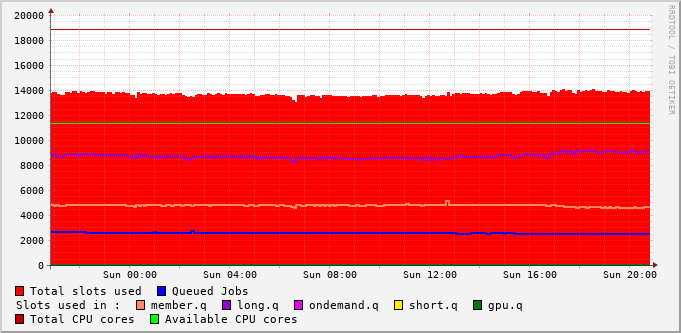 RRDTOOL / TOBI OETIKER
20000
18000
16000
14000
12000
10000
8000
6000
4000
2000
0
Sun 00:00 Sun 04:00 Sun 08:00 Sun 12:00 Sun 16:00 Sun 20:00
Total slots used Queued Jobs
Slots used in : member.q long.q ondemand.q short.q gpu.q
Total CPU cores Available CPU cores